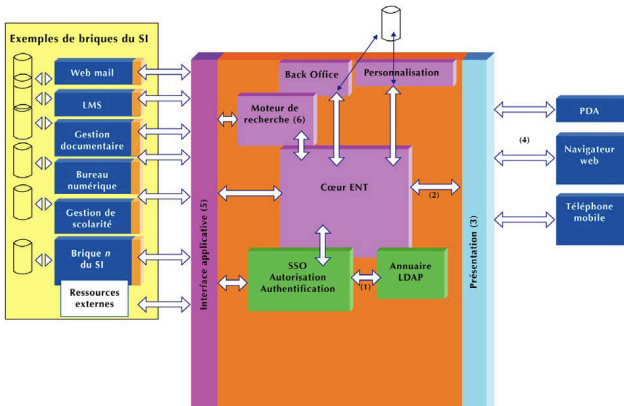 Exemples de briques du SI
Web mail
LMS
Gestion
documentaire
Bureau
numérique
Gestion de
scolarité
Brique n
du SI
Ressources
externes
Interface applicative (5)
Back Office
Personnalisation
Moteur de
recherche (6)
Cœur ENT
(2)
SSO
Autorisation
Authentification
(1)
Annuaire
LDAP
Présentation (3)
(4)
PDA
Navigateur
web
Téléphone
mobile